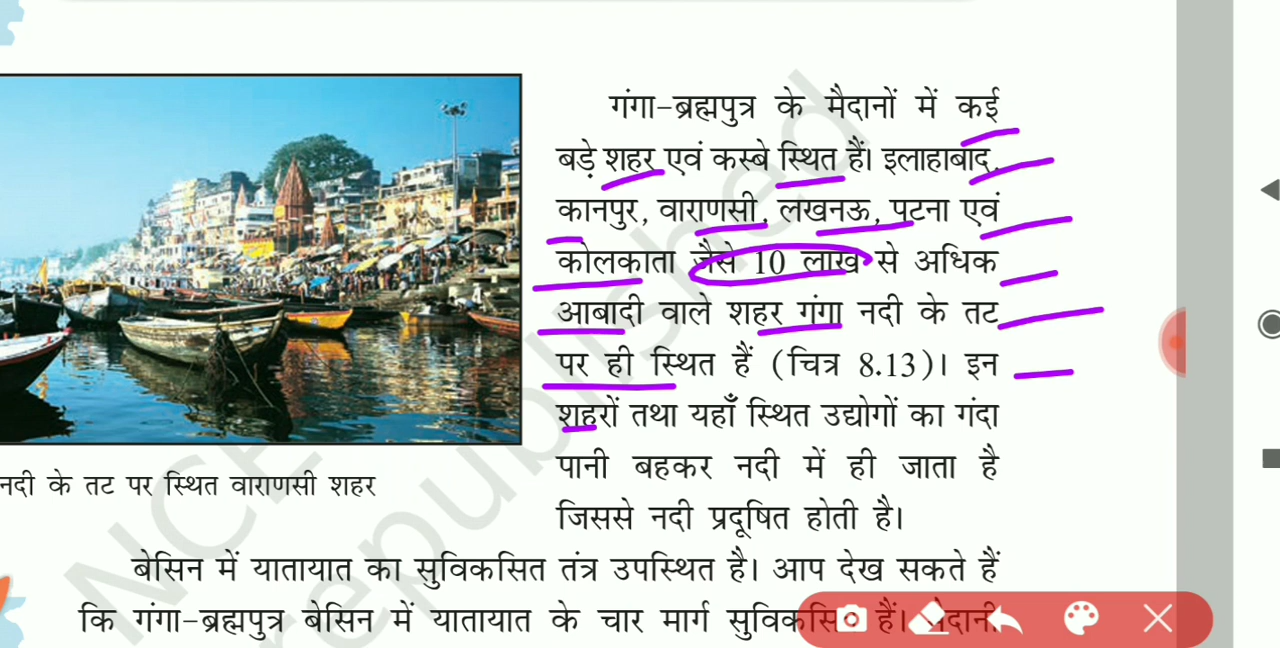 गंगा-ब्रह्मपुत्र के मैदानों में कई
बड़े शहर एवं कस्बे स्थित हैं। इलाहाबाद,
कानपुर, वाराणसी, लखनऊ, पटना एवं
कोलकाता जैसे 10 लाख से अधिक
आबादी वाले शहर गंगा नदी के तट
पर ही स्थित हैं (चित्र 8.13)। इन
शहरों तथा यहाँ स्थित उद्योगों का गंदा
पानी बहकर नदी में ही जाता है
जिससे नदी प्रदूषित होती है।
नदी के तट पर स्थित वाराणसी शहर
बेसिन में यातायात का सुविकसित तंत्र उपस्थित है। आप देख सकते हैं
कि गंगा-ब्रह्मपुत्र बेसिन में यातायात के चार मार्ग सुविकसित हैं। मैदानी
republished